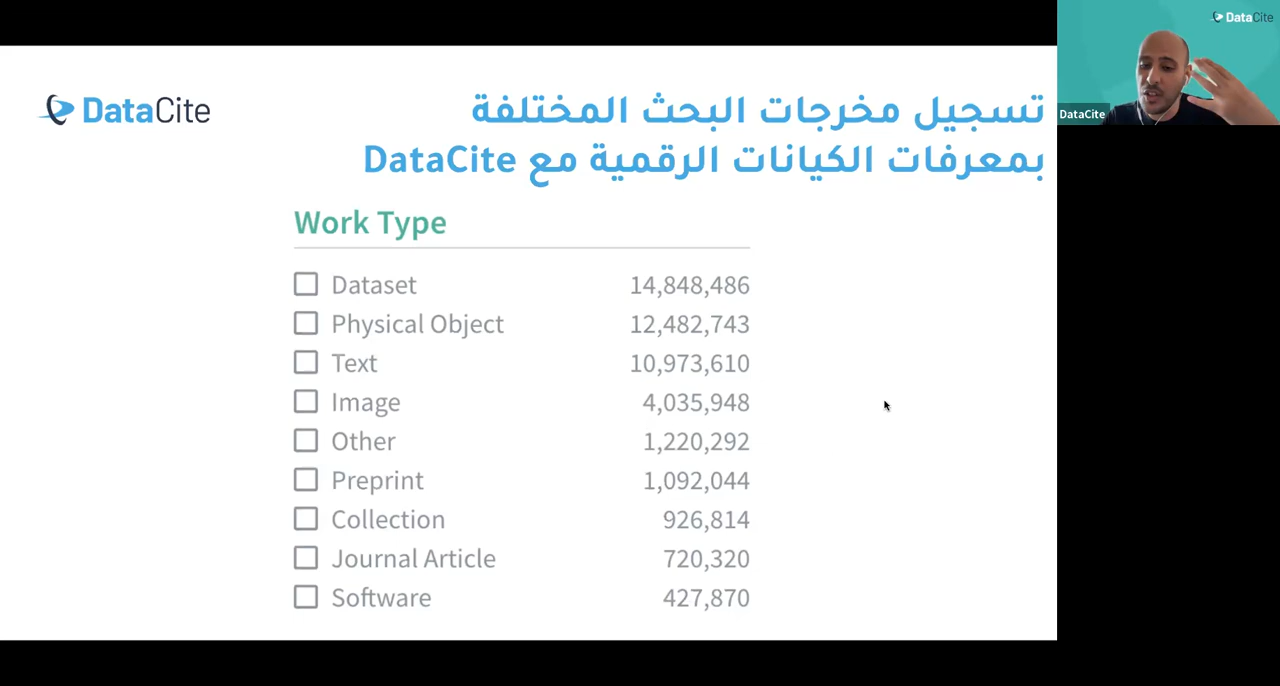 DataCite
تسجيل مخرجات البحث المختلفة
بمعرفات الكيانات الرقمية مع DataCite
Work Type
Dataset 14,848,486
Physical Object 12,482,743
Text 10,973,610
Image 4,035,948
Other 1,220,292
Preprint 1,092,044
Collection 926,814
Journal Article 720,320
Software 427,870
DataCite
DataCite